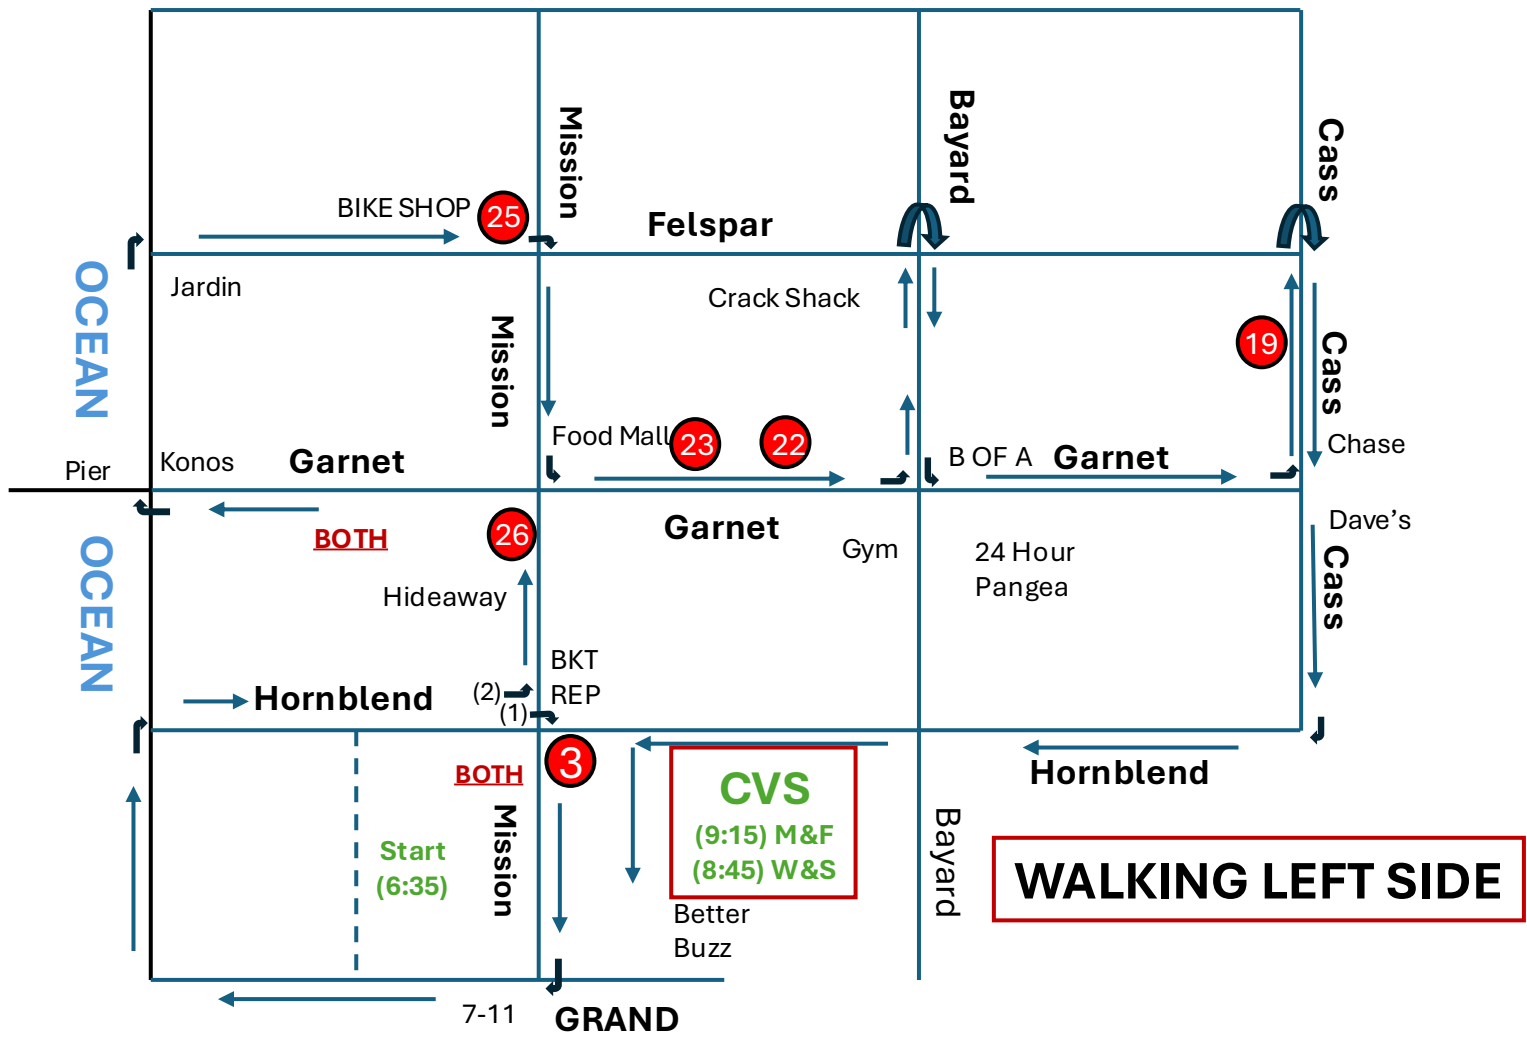 Mission
Bayard
Cass
BIKE SHOP
25
Felspar
OCEAN
Jardin
Crack Shack
Mission
19
Cass
Food Mall
23
22
Pier
Konos
Garnet
B OF A
Garnet
Chase
BOTH
26
Garnet
Gym
24 Hour
Pangea
Dave’s
Cass
OCEAN
Hideaway
BKT
REP
(2)
(1)
Hornblend
BOTH
3
Hornblend
CVS
(9:15) M&F
(8:45) W&S
Start
(6:35)
Mission
Bayard
WALKING LEFT SIDE
Better
Buzz
7-11
GRAND